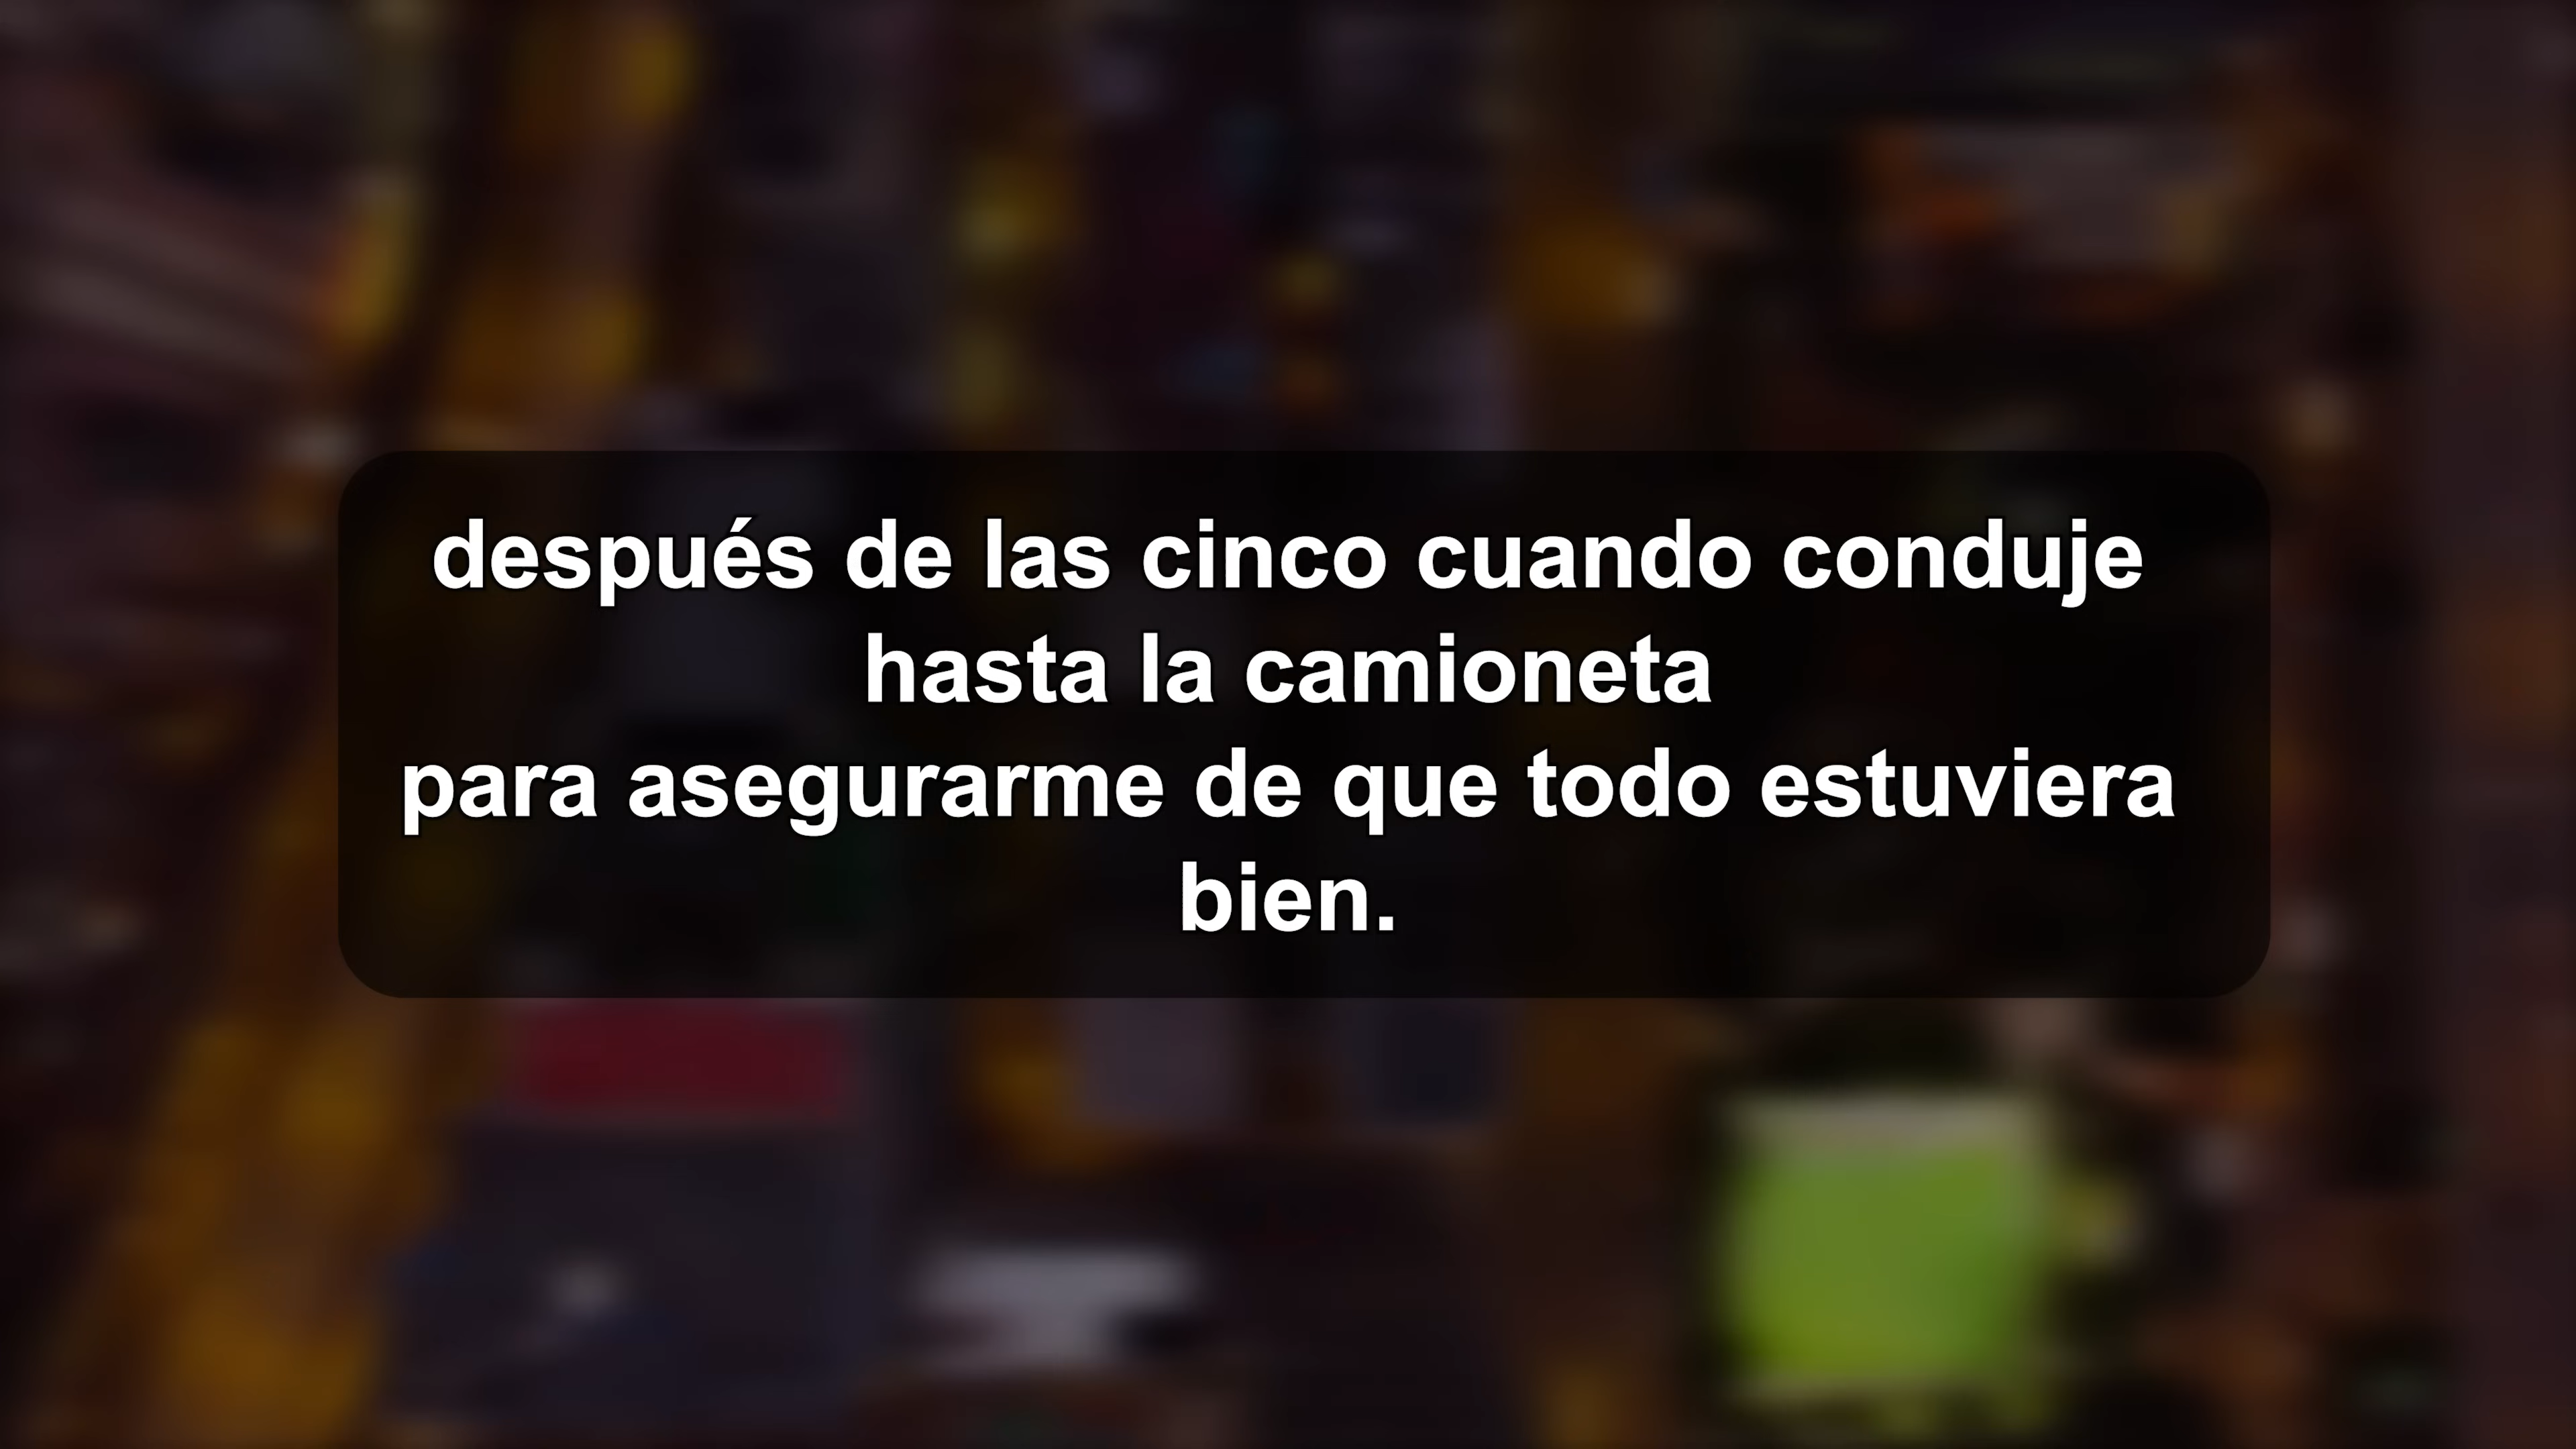 después de las cinco cuando conduje
hasta la camioneta
para asegurarme de que todo estuviera
bien.